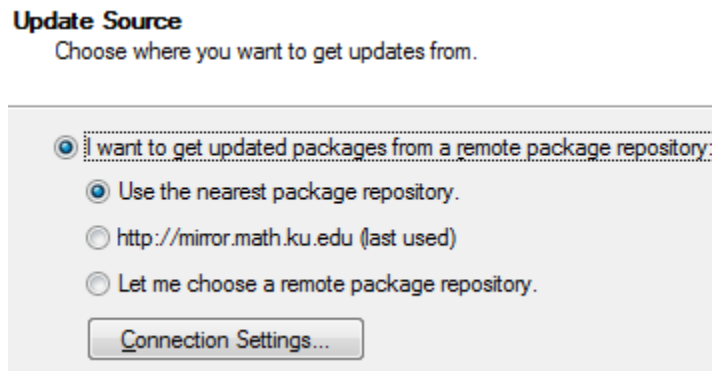 Update Source
Choose where you want to get updates from.
I want to get updated packages from a remote package repository:
Use the nearest package repository.
http://mirror.math.ku.edu (last used)
Let me choose a remote package repository.
Connection Settings...